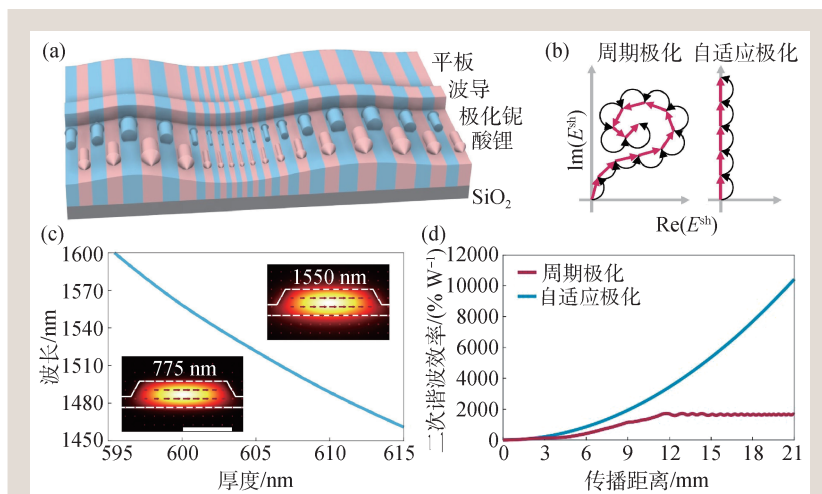 (a)
平板
波导
极化铌
酸锂
SiO₂
(b)
周期极化
自适应极化
Im(Eˢʰ)
Re(Eˢʰ)
(c)
1600
1570
1540
1510
1480
1450
波长/nm
1550 nm
775 nm
595
600
605
610
615
厚度/nm
(d)
12000
10000
8000
6000
4000
2000
0
二次谐波效率/(% W⁻¹)
周期极化
自适应极化
0
3
6
9
12
15
18
21
传播距离/mm